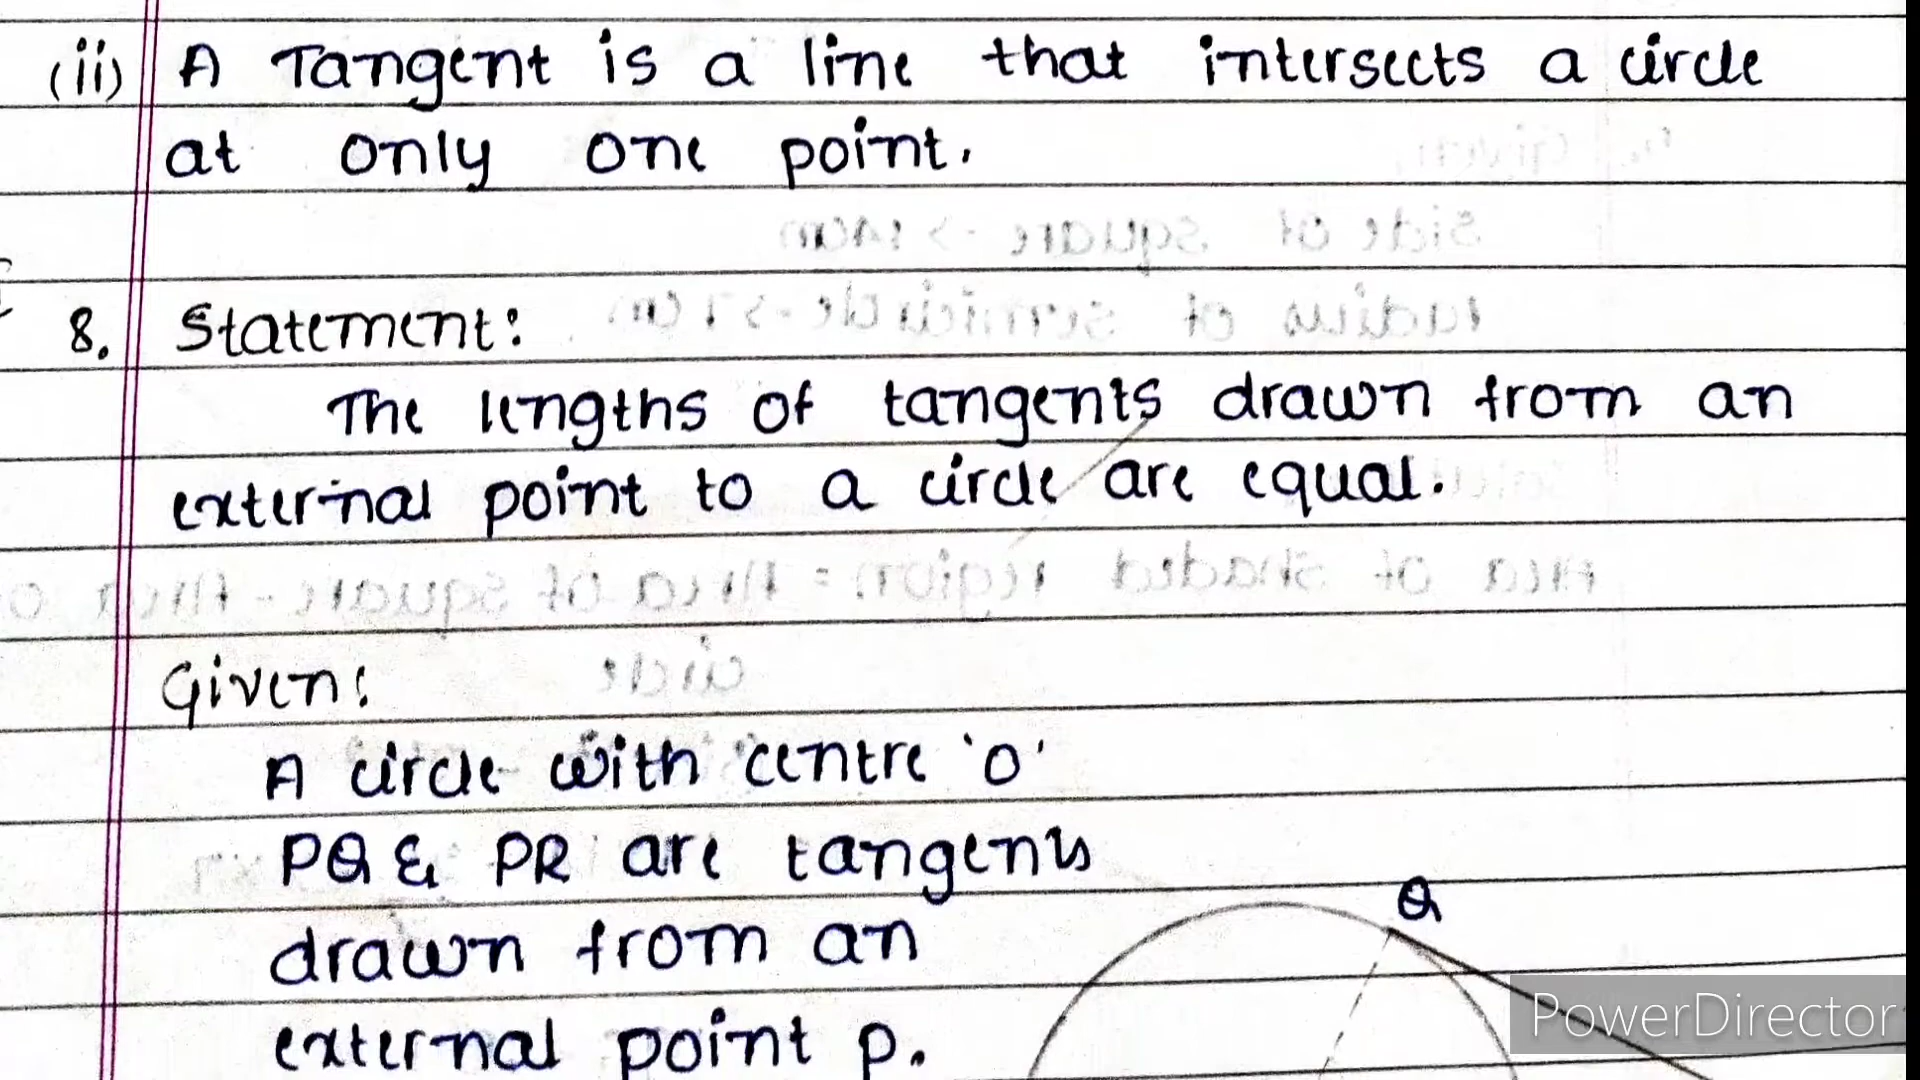 (ii) A Tangent is a line that intersects a circle
at only one point.
8. Statement:
The lengths of tangents drawn from an
external point to a circle are equal.
Given:
A circle with centre 'O'
PQ & PR are tangents
drawn from an
external point P.
Q
PowerDirector